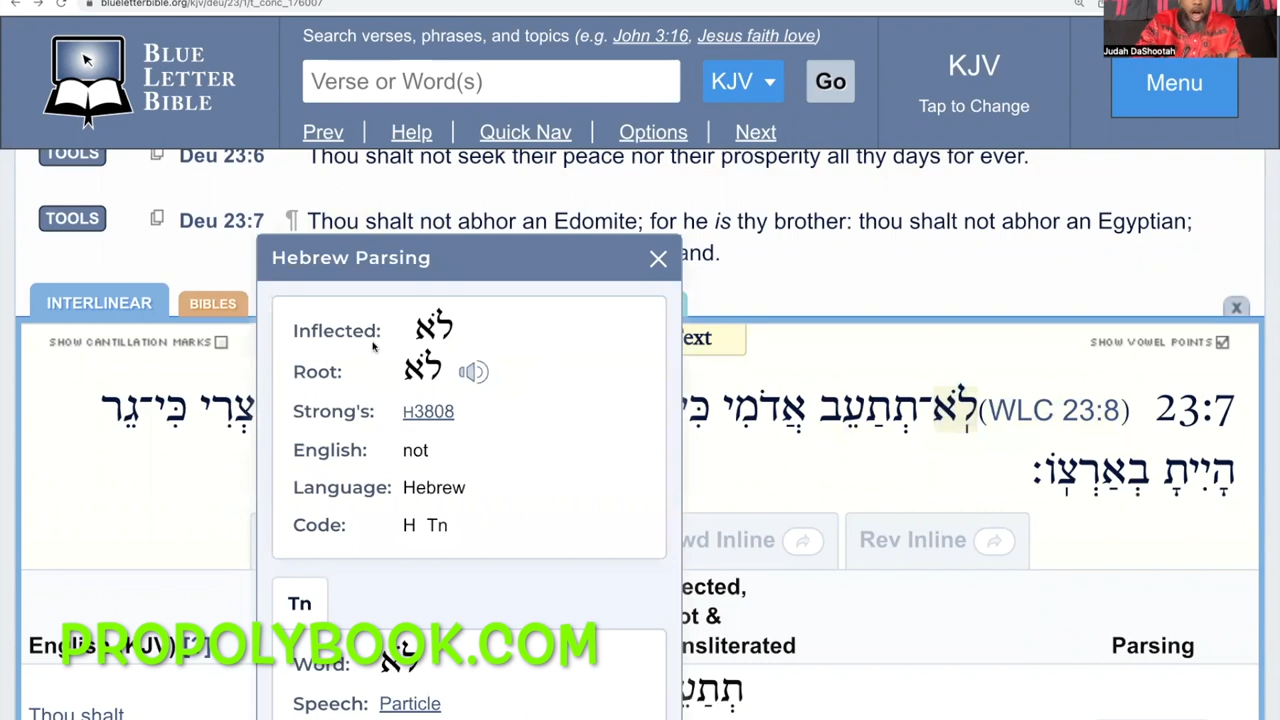 blueletterbible.org/kjv/deu/23/1/t_conc_176007
Judah DaShootah
BLUE
LETTER
BIBLE
Search verses, phrases, and topics (e.g. John 3:16, Jesus faith love)
Verse or Word(s)
KJV
Go
KJV
Tap to Change
Menu
Prev | Help | Quick Nav | Options | Next
TOOLS Deu 23:6 Thou shalt not seek their peace nor their prosperity all thy days for ever.
TOOLS Deu 23:7 ¶ Thou shalt not abhor an Edomite; for he is thy brother: thou shalt not abhor an Egyptian;
and.
Hebrew Parsing
INTERLINEAR
BIBLES
x
Inflected: לֹא
Root: לֹא
Strong's: H3808
English: not
Language: Hebrew
Code: H Tn
Tn
Word: לֹא
Speech: Particle
ext
SHOW CANTILLATION MARKS
SHOW VOWEL POINTS
23:7 (WLC 23:8) לֹֽא־תְתַעֵב אֲדֹמִי כִּי צְרִי כִּי־גֵר
הָיִיתָ בְאַרְצֽוֹ׃
wd Inline
Rev Inline
English (KJV) [?]
ected,
ot &
nsliterated
Parsing
PROPOLYBOOK.COM
Thou shalt
תְתַעֵ